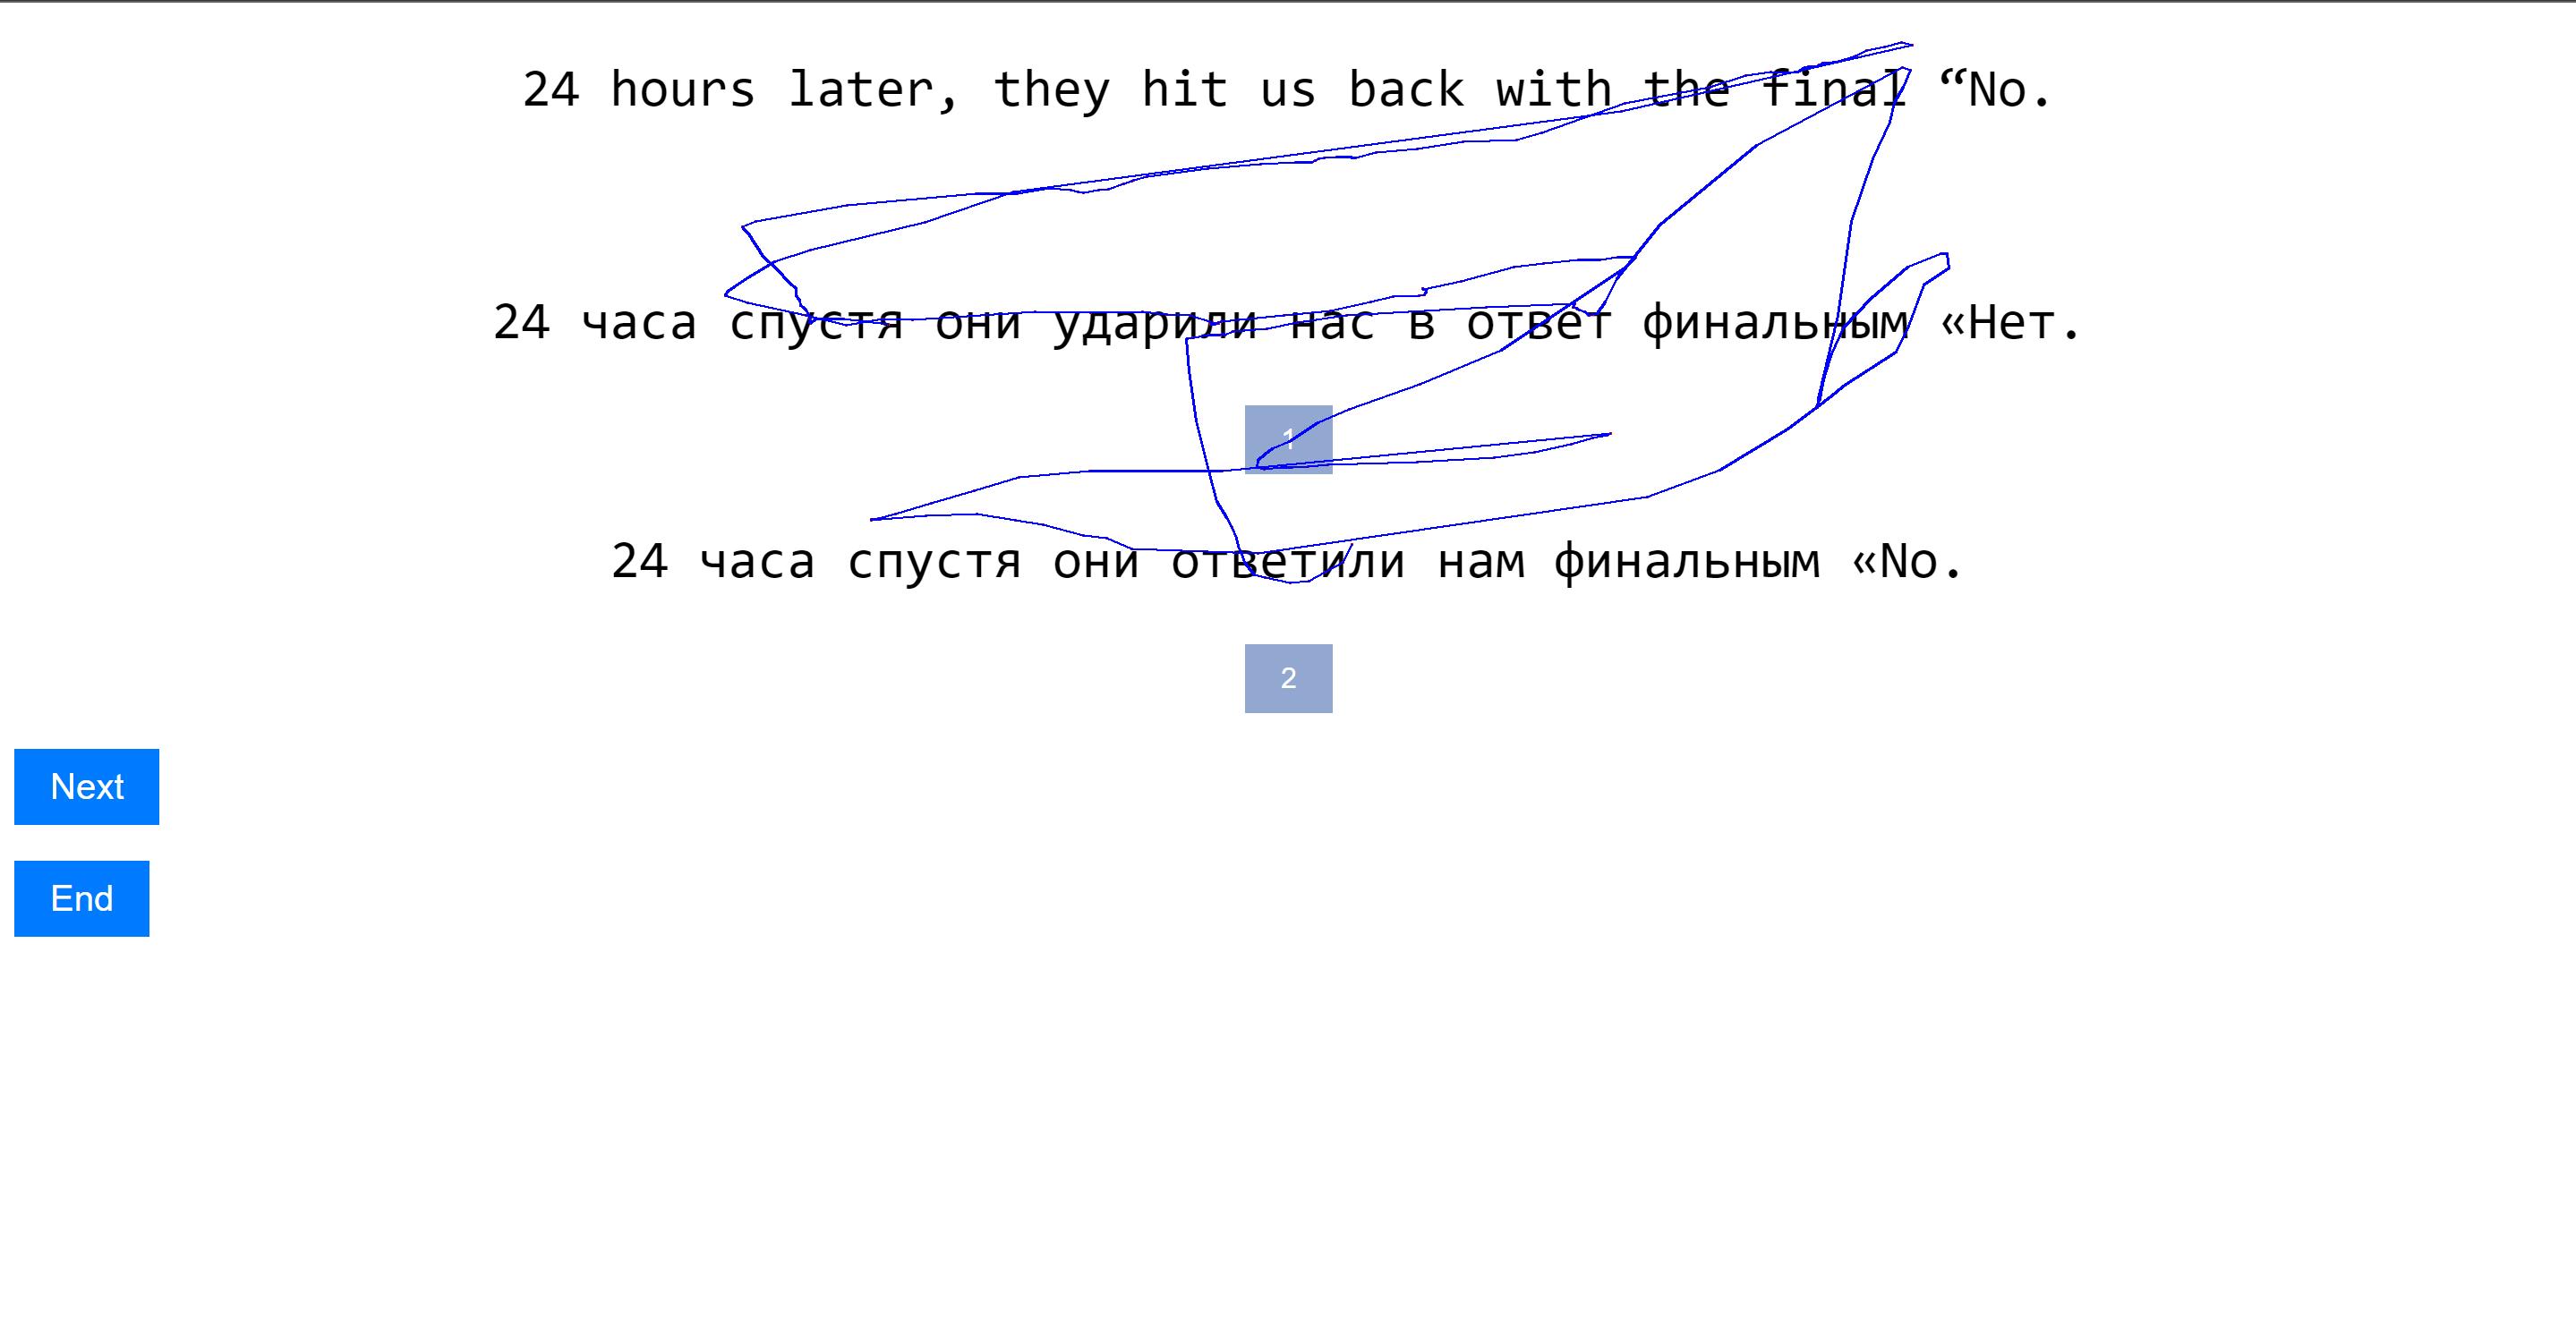 24 hours later, they hit us back with the final “No.
24 часа спустя они ударили нас в ответ финальным «Нет.
1
24 часа спустя они ответили нам финальным «No.
2
Next
End